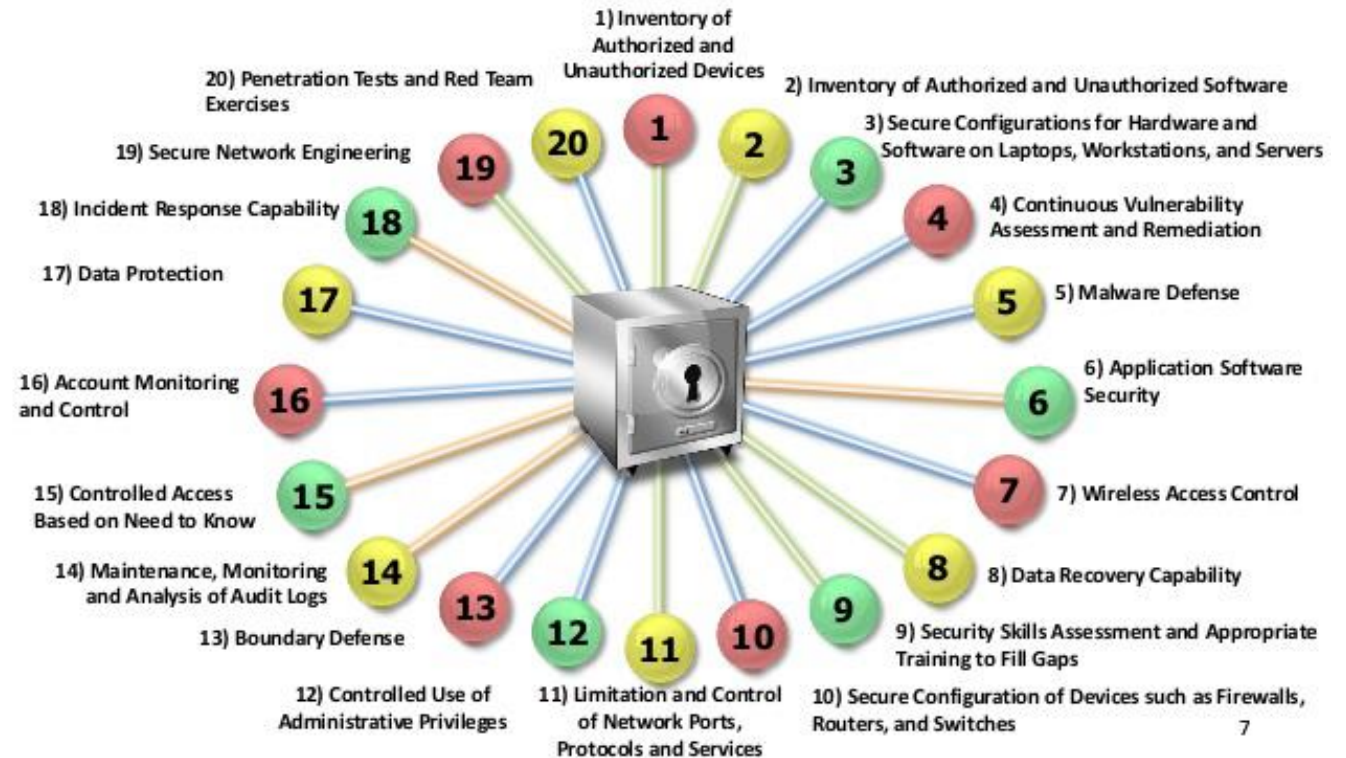 1) Inventory of
Authorized and
Unauthorized Devices
2) Inventory of Authorized and Unauthorized Software
3) Secure Configurations for Hardware and
Software on Laptops, Workstations, and Servers
4) Continuous Vulnerability
Assessment and Remediation
5) Malware Defense
6) Application Software
Security
7) Wireless Access Control
8) Data Recovery Capability
9) Security Skills Assessment and Appropriate
Training to Fill Gaps
10) Secure Configuration of Devices such as Firewalls,
Routers, and Switches
11) Limitation and Control
of Network Ports,
Protocols and Services
12) Controlled Use of
Administrative Privileges
13) Boundary Defense
14) Maintenance, Monitoring
and Analysis of Audit Logs
15) Controlled Access
Based on Need to Know
16) Account Monitoring
and Control
17) Data Protection
18) Incident Response Capability
19) Secure Network Engineering
20) Penetration Tests and Red Team
Exercises
1
2
3
4
5
6
7
8
9
10
11
12
13
14
15
16
17
18
19
20
7